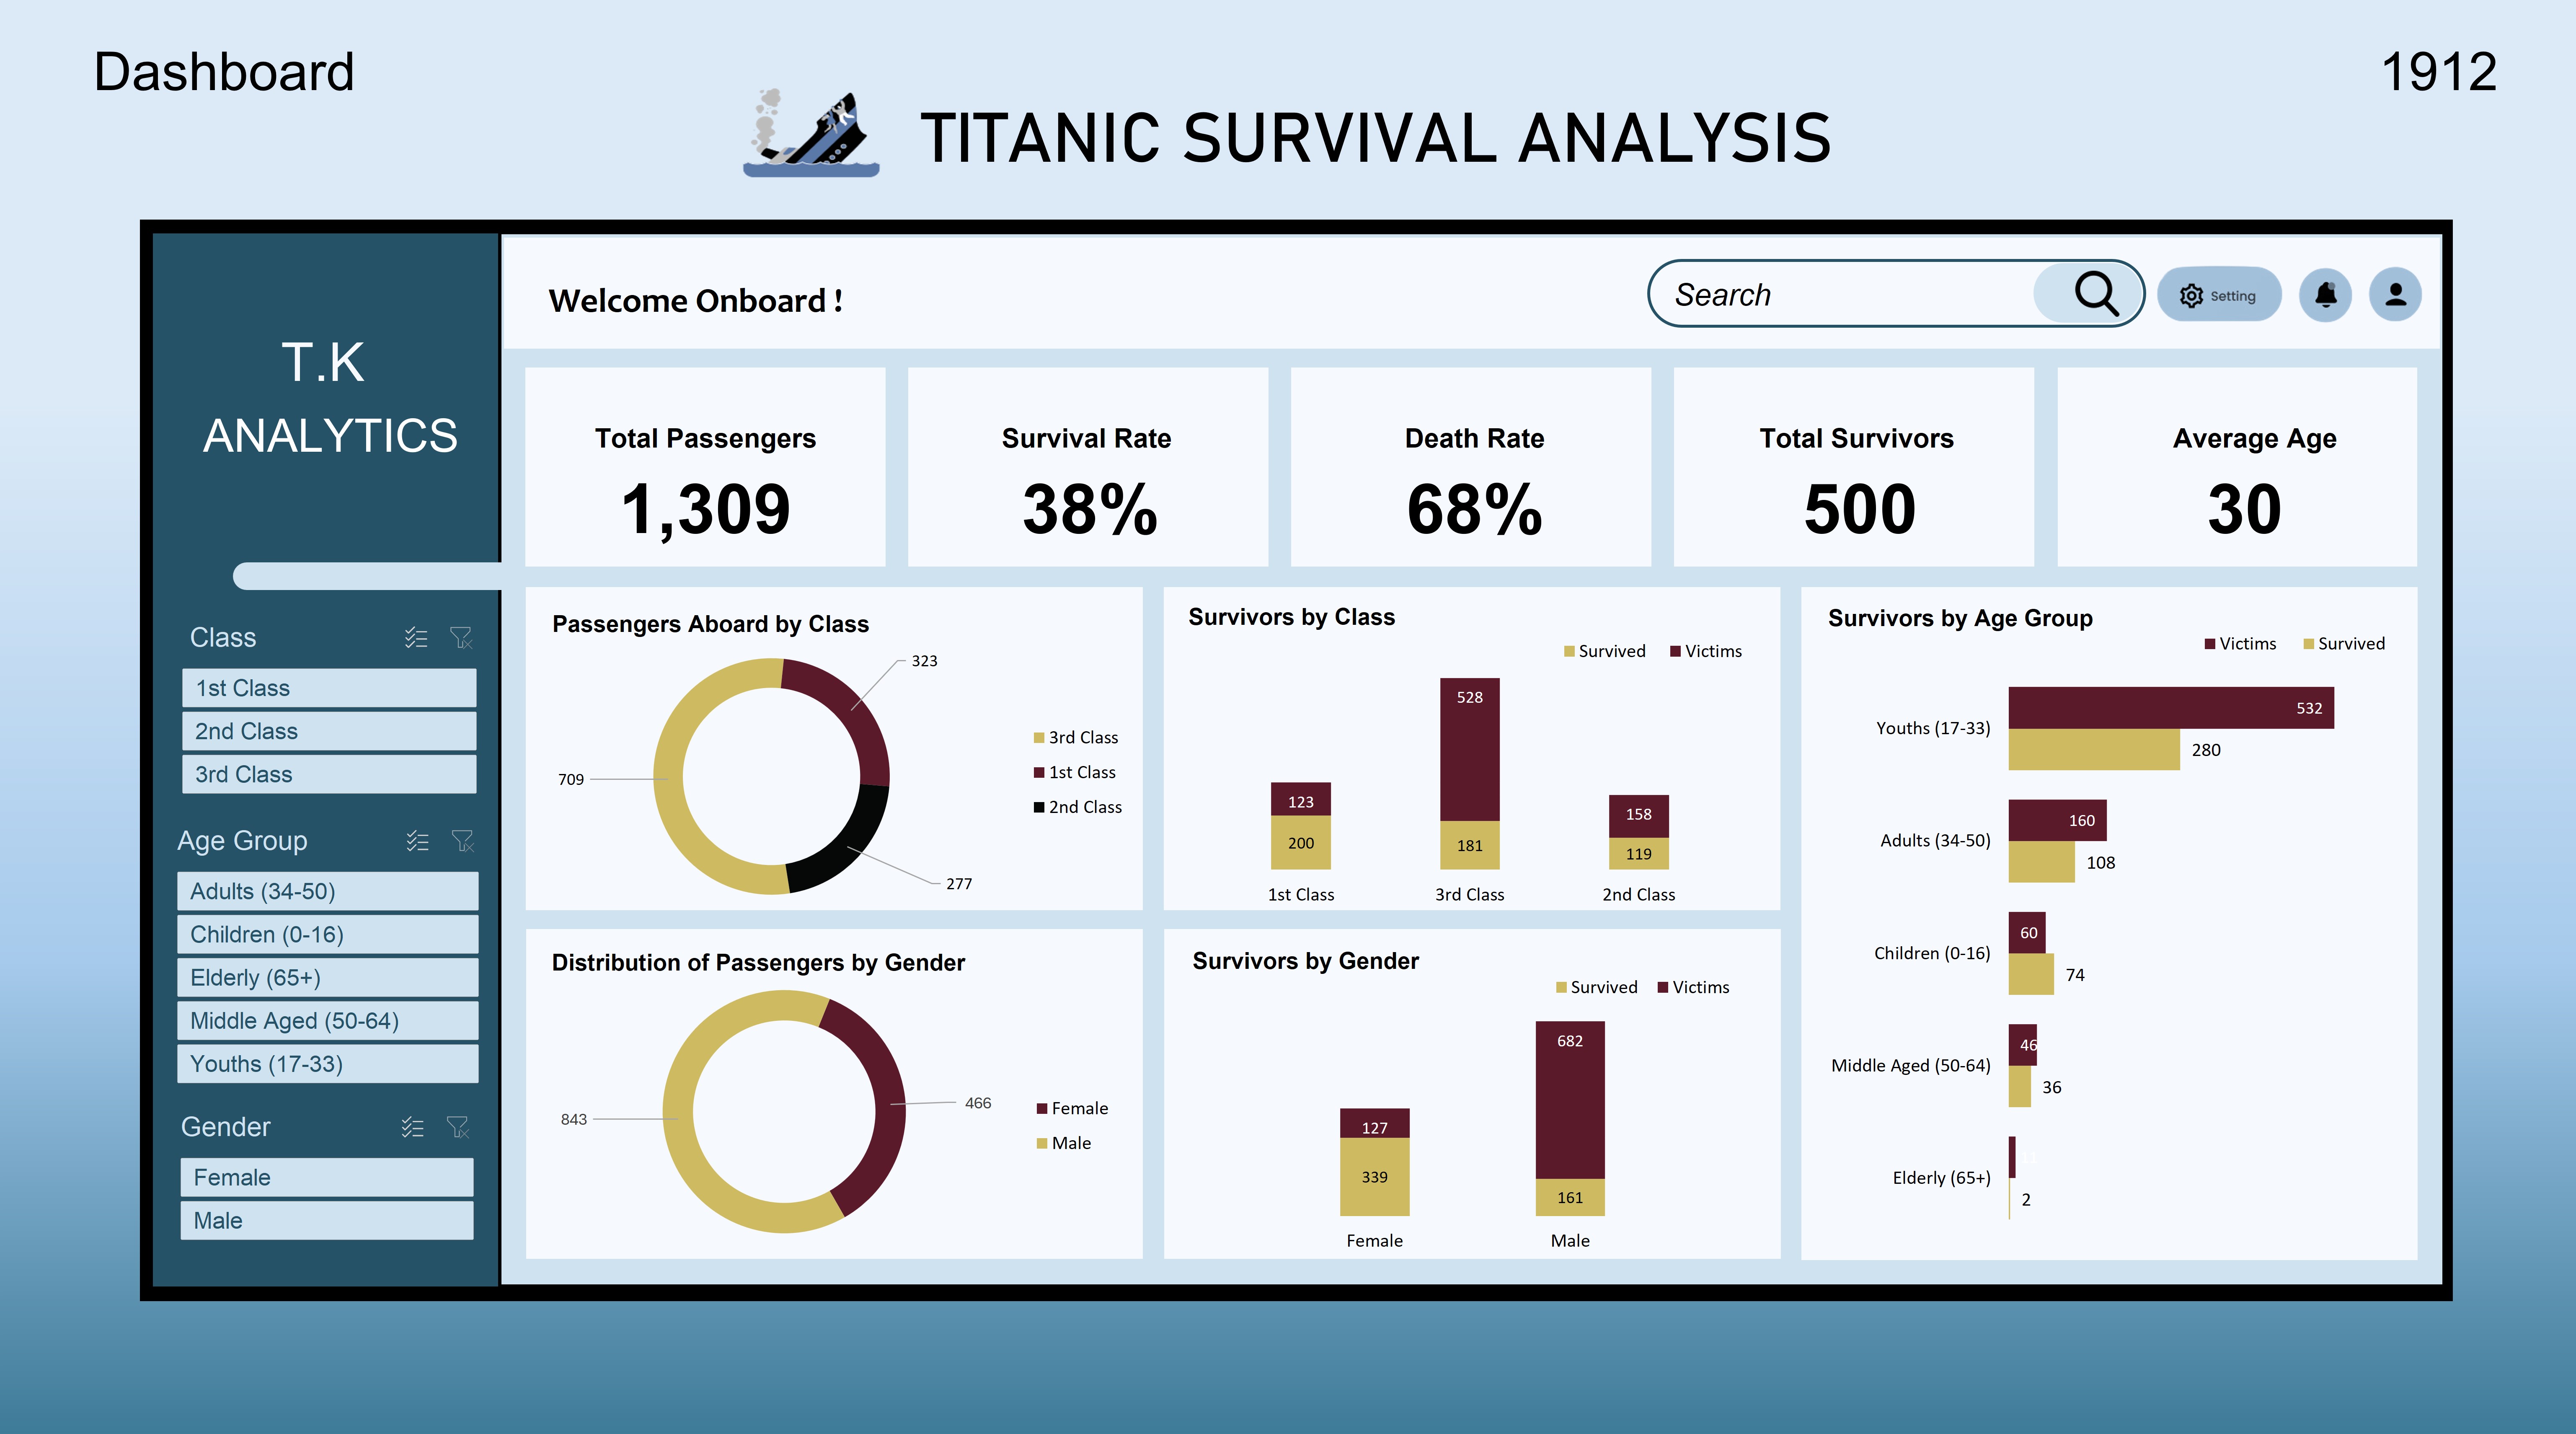 Dashboard
1912
TITANIC SURVIVAL ANALYSIS
T.K
ANALYTICS
Class
1st Class
2nd Class
3rd Class
Age Group
Adults (34-50)
Children (0-16)
Elderly (65+)
Middle Aged (50-64)
Youths (17-33)
Gender
Female
Male
Welcome Onboard !
Search
Setting
Total Passengers
1,309
Survival Rate
38%
Death Rate
68%
Total Survivors
500
Average Age
30
Passengers Aboard by Class
323
709
277
3rd Class
1st Class
2nd Class
Survivors by Class
Survived Victims
528
123
158
200
181
119
1st Class 3rd Class 2nd Class
Distribution of Passengers by Gender
466
843
Female
Male
Survivors by Gender
Survived Victims
682
127
339
161
Female Male
Survivors by Age Group
Victims Survived
Youths (17-33)
532
280
Adults (34-50)
160
108
Children (0-16)
60
74
Middle Aged (50-64)
46
36
Elderly (65+)
2